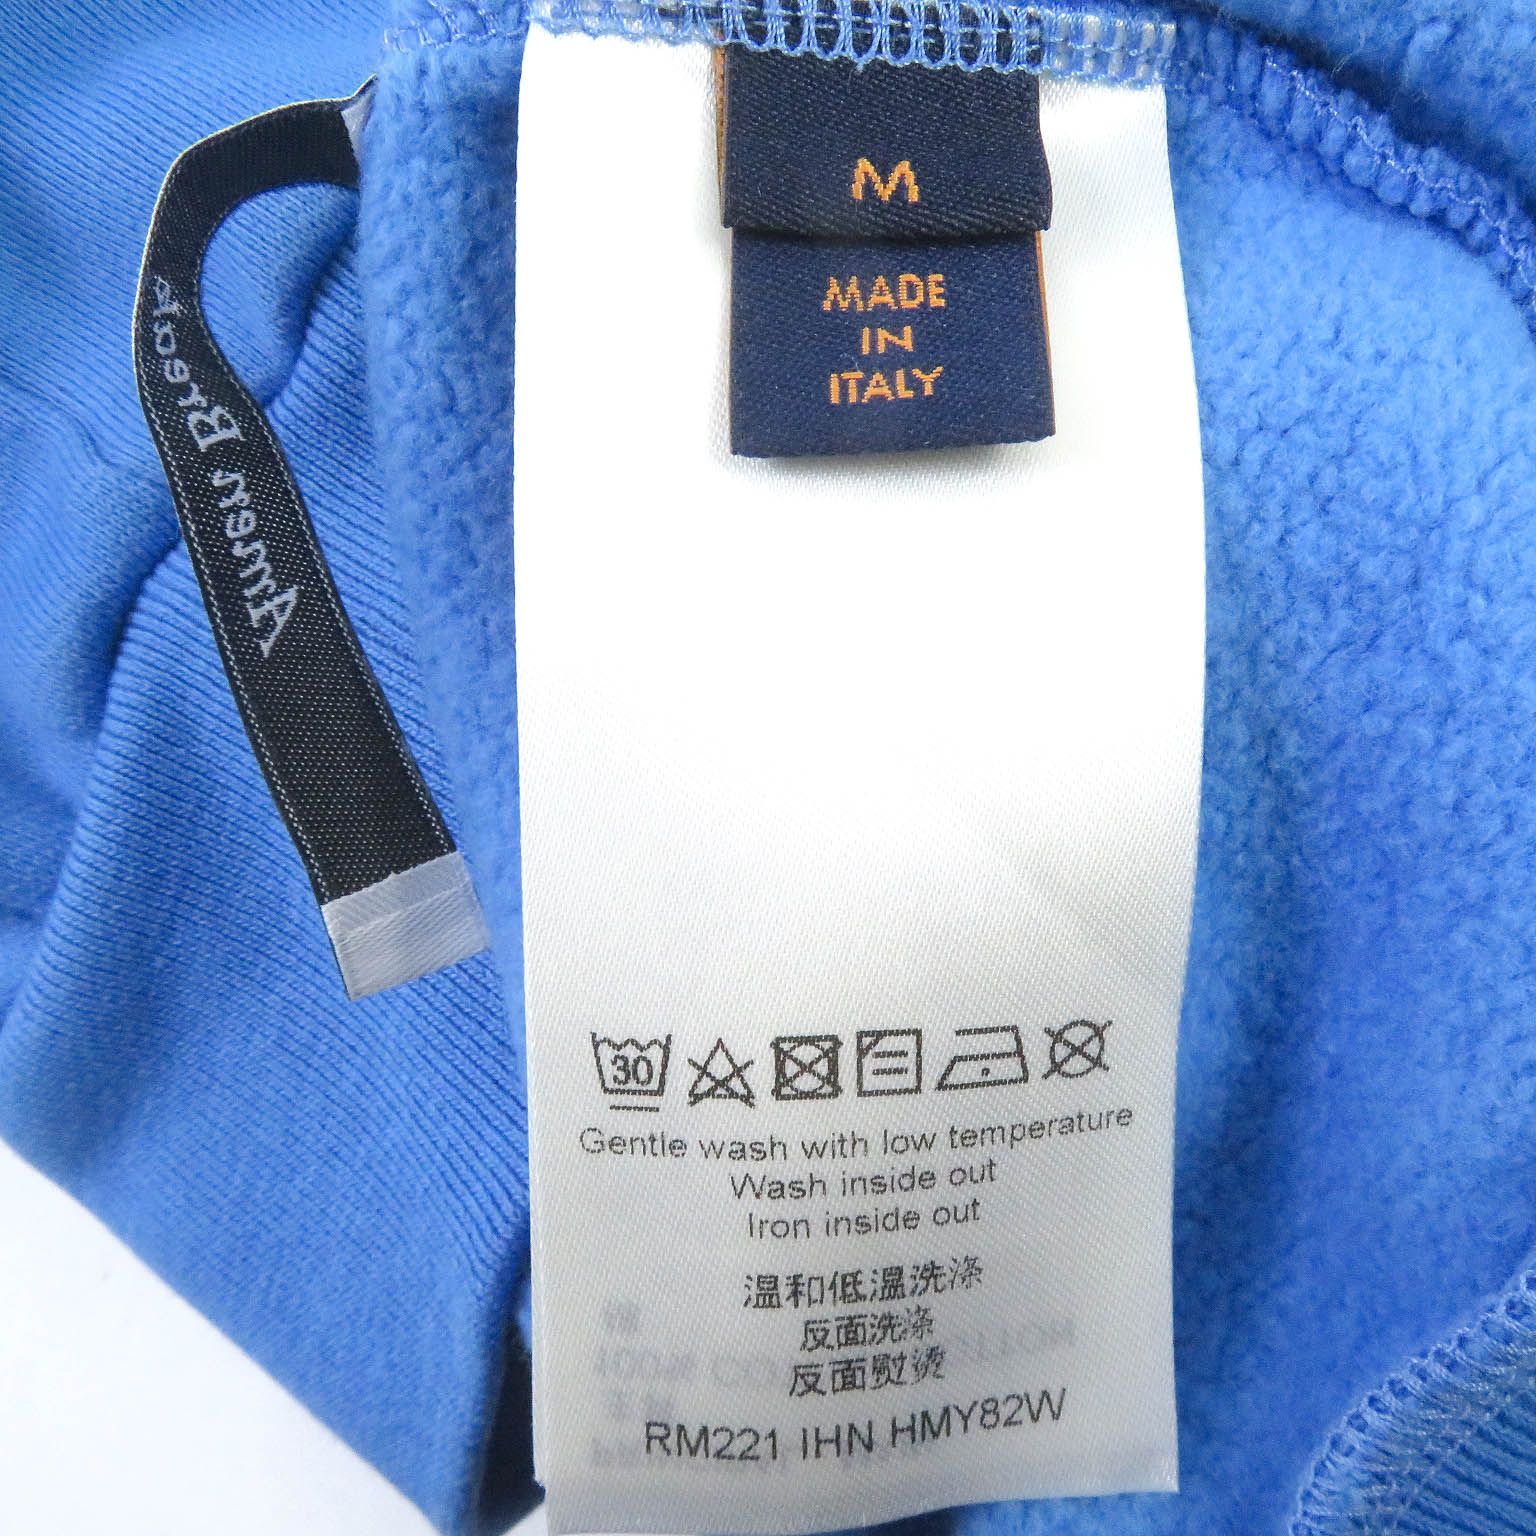 M
MADE
IN
ITALY
30
Gentle wash with low temperature
Wash inside out
Iron inside out
温和低温洗涤
反面洗涤
反面熨烫
RM221 IHN HMY82W